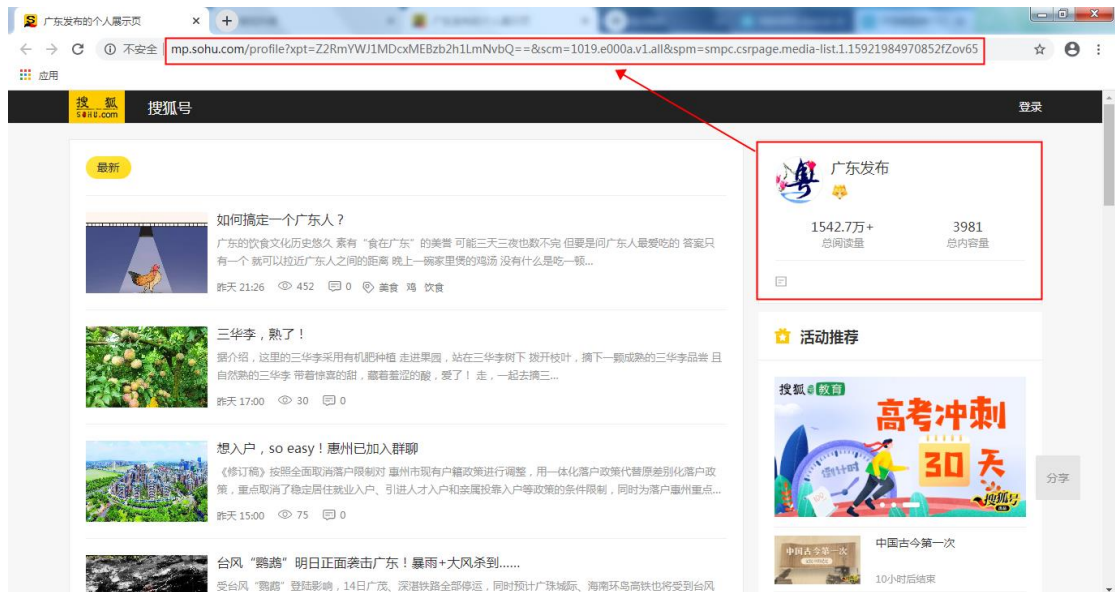 广东发布的个人展示页
不安全
mp.sohu.com/profile?xpt=Z2RmYWJ1MDcxMEBzb2h1LmNvbQ==&scm=1019.e000a.v1.all&spm=smpc.csrpage.media-list.1.15921984970852fZov65
应用
搜狐
SOHU.com
搜狐号
登录
最新
如何搞定一个广东人？
广东的饮食文化历史悠久 素有“食在广东”的美誉 可能三天三夜也数不完 但要是问广东人最爱吃的 答案只
有一个 就可以拉近广东人之间的距离 晚上一碗家里煲的鸡汤 没有什么是吃一顿...
昨天 21:26 452 0 美食 鸡 饮食
三华李，熟了！
据介绍，这里的三华李采用有机肥种植 走进果园，站在三华李树下 拨开枝叶，摘下一颗成熟的三华李品尝 且
自然熟的三华李 带着惊喜的甜，藏着羞涩的酸，爱了！ 走，一起去摘三...
昨天 17:00 30 0
想入户，so easy！惠州已加入群聊
《修订稿》按照全面取消落户限制对 惠州市现有户籍政策进行调整，用一体化落户政策代替原差别化落户政
策，重点取消了稳定居住就业入户、引进人才入户和亲属投靠入户等政策的条件限制，同时为落户惠州重点...
昨天 15:00 75 0
台风“鹦鹉”明日正面袭击广东！暴雨+大风杀到......
受台风“鹦鹉”登陆影响，14日广茂、深湛铁路全部停运，同时预计广珠城际、海南环岛高铁也将受到台风
粤
广东发布
1542.7万+ 3981
总阅读量 总内容量
活动推荐
搜狐 教育
高考冲刺
30天
倒计时
搜狐号
中国古今第一次
中国古今第一次
10小时后结束
分享